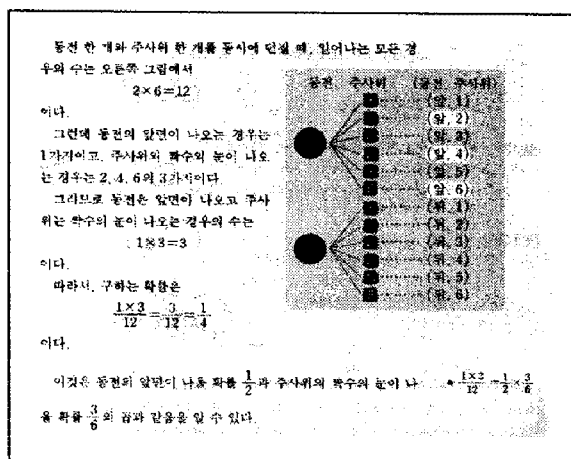 동전 한 개와 주사위 한 개를 동시에 던질 때, 일어나는 모든 경
우의 수는 오른쪽 그림에서
2×6=12
이다.
그런데 동전의 앞면이 나오는 경우는
1가지이고, 주사위의 짝수의 눈이 나오
는 경우는 2, 4, 6의 3가지이다.
그러므로 동전은 앞면이 나오고 주사
위는 짝수의 눈이 나오는 경우의 수는
1×3=3
이다.
따라서, 구하는 확률은
1×3/12=3/12=1/4
이다.
동전 주사위 (동전, 주사위)
(앞, 1)
(앞, 2)
(앞, 3)
(앞, 4)
(앞, 5)
(앞, 6)
(뒤, 1)
(뒤, 2)
(뒤, 3)
(뒤, 4)
(뒤, 5)
(뒤, 6)
이것은 동전의 앞면이 나올 확률 1/2과 주사위의 짝수의 눈이 나
올 확률 3/6의 곱과 같음을 알 수 있다.
=1/2×3/6